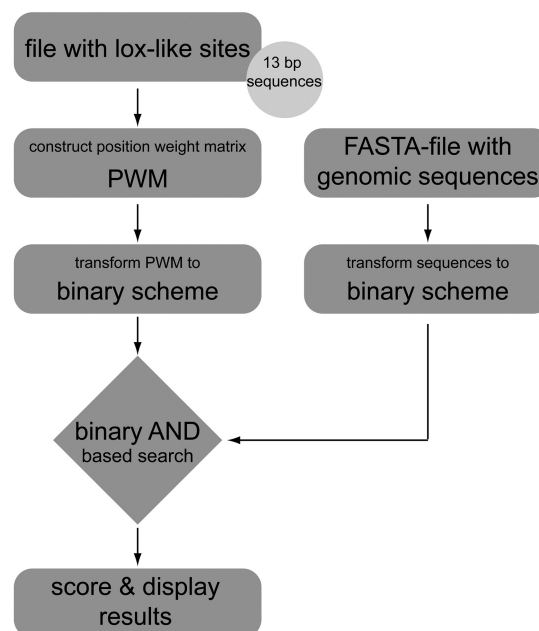 file with lox-like sites
13 bp
sequences
construct position weight matrix
PWM
FASTA-file with
genomic sequences
transform PWM to
binary scheme
transform sequences to
binary scheme
binary AND
based search
score & display
results